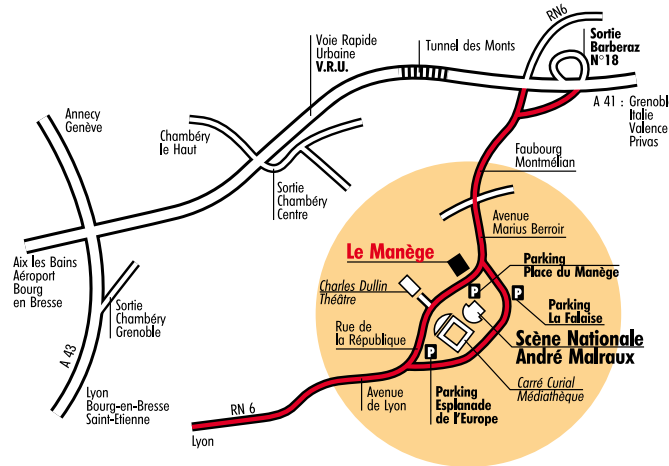 RN6
Sortie
Barberaz
N°18
Voie Rapide
Urbaine
V.R.U.
Tunnel des Monts
A 41 : Grenobl
Italie
Valence
Privas
Annecy
Genève
Chambéry
le Haut
Faubourg
Montmélian
Sortie
Chambéry
Centre
Avenue
Marius Berroir
Le Manège
Aix les Bains
Aéroport
Bourg
en Bresse
Parking
Place du Manège
Charles Dullin
Théâtre
P
P
Parking
La Falaise
Sortie
Chambéry
Grenoble
Rue de
la République
Scène Nationale
André Malraux
P
A 43
Carré Curial
Médiathèque
Lyon
Bourg-en-Bresse
Saint-Etienne
Avenue
de Lyon
Parking
Esplanade
de l'Europe
RN 6
Lyon